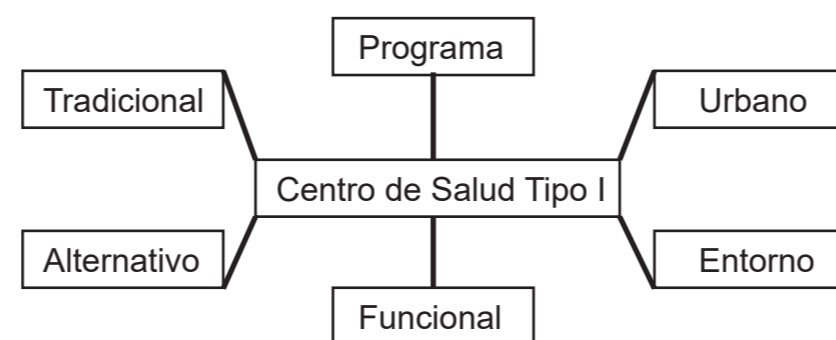 Programa
Tradicional
Urbano
Centro de Salud Tipo I
Alternativo
Entorno
Funcional